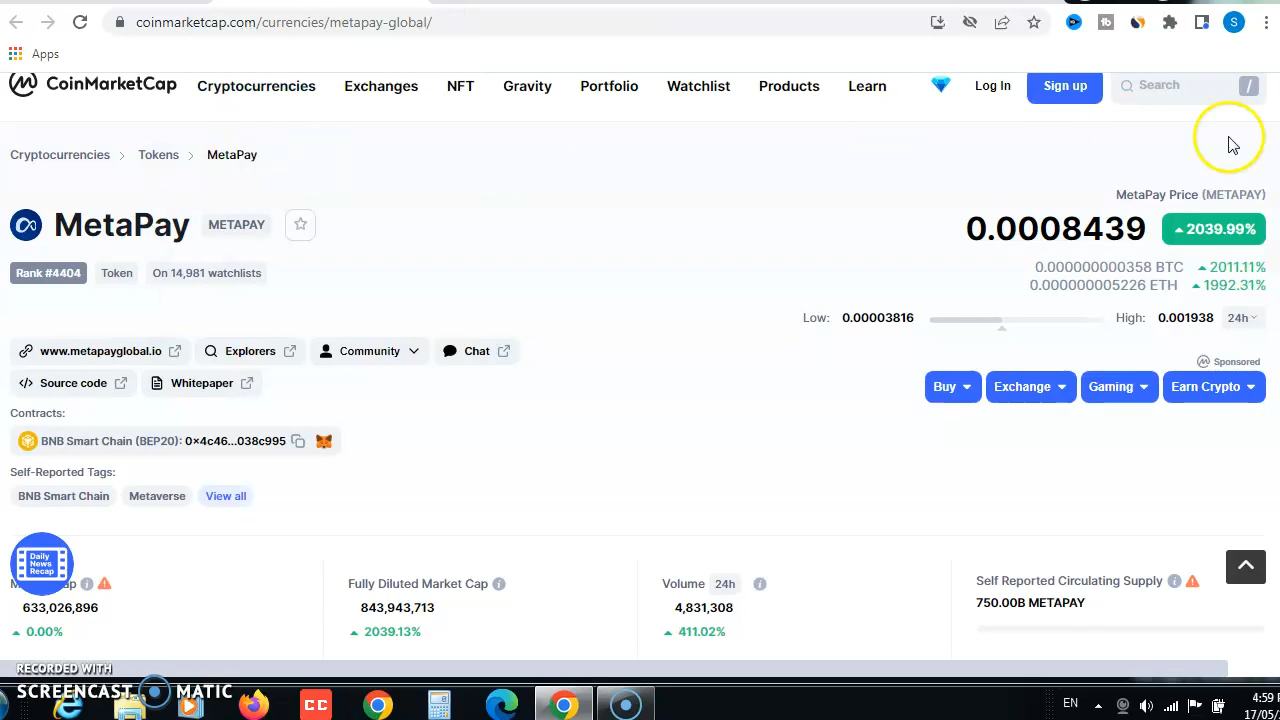 coinmarketcap.com/currencies/metapay-global/
S
Apps
CoinMarketCap Cryptocurrencies Exchanges NFT Gravity Portfolio Watchlist Products Learn Log In Sign up Search /
Cryptocurrencies > Tokens > MetaPay
MetaPay Price (METAPAY)
MetaPay METAPAY
0.0008439 2039.99%
Rank #4404 Token On 14,981 watchlists
0.000000000358 BTC 2011.11%
0.000000005226 ETH 1992.31%
Low: 0.00003816 High: 0.001938 24h
www.metapayglobal.io Explorers Community Chat
Sponsored
Source code Whitepaper
Buy Exchange Gaming Earn Crypto
Contracts:
BNB Smart Chain (BEP20): 0x4c46...038c995
Self-Reported Tags:
BNB Smart Chain Metaverse View all
Daily
News
Recap
Fully Diluted Market Cap Volume 24h Self Reported Circulating Supply
633,026,896 843,943,713 4,831,308 750.00B METAPAY
0.00% 2039.13% 411.02%
RECORDED WITH
SCREENCAST MATIC
CC
EN
4:59
17/05